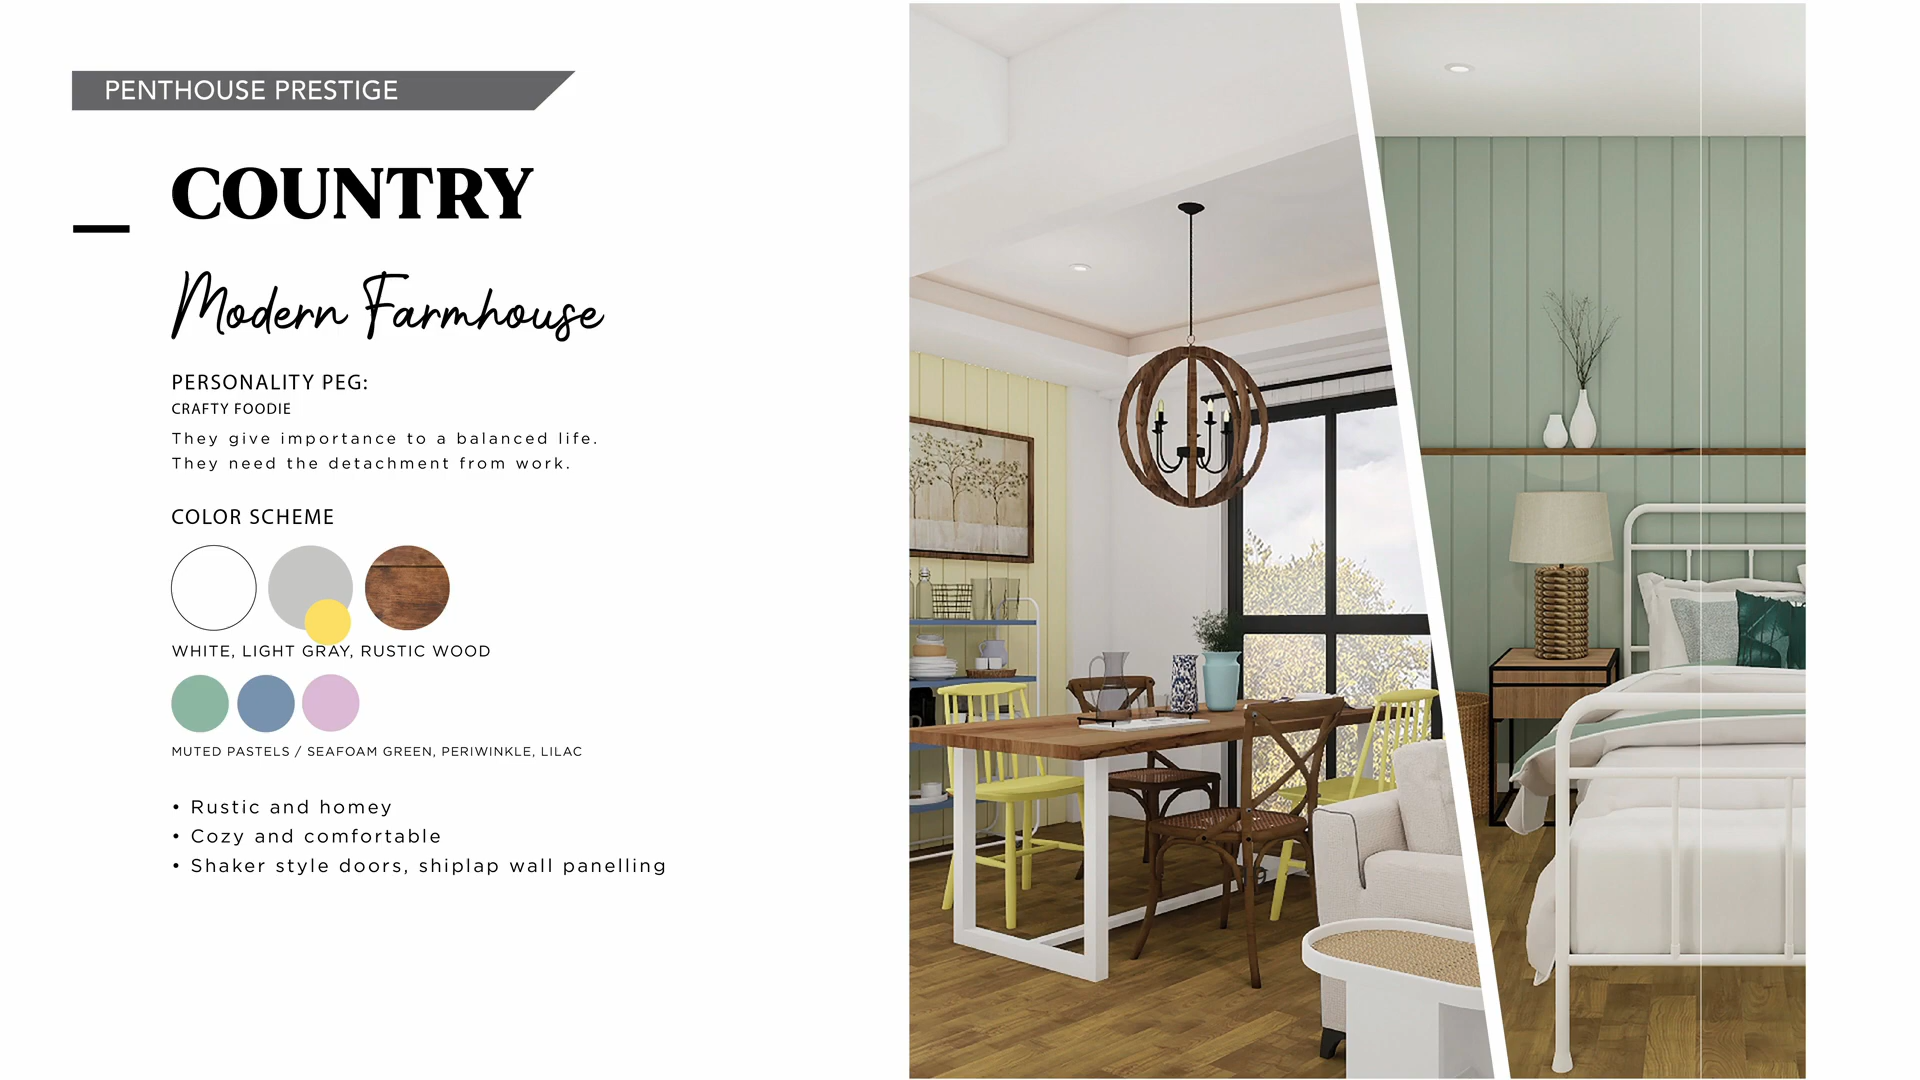 PENTHOUSE PRESTIGE
COUNTRY
Modern Farmhouse
PERSONALITY PEG:
CRAFTY FOODIE
They give importance to a balanced life.
They need the detachment from work.
COLOR SCHEME
WHITE, LIGHT GRAY, RUSTIC WOOD
MUTED PASTELS / SEAFOAM GREEN, PERIWINKLE, LILAC
• Rustic and homey
• Cozy and comfortable
• Shaker style doors, shiplap wall panelling